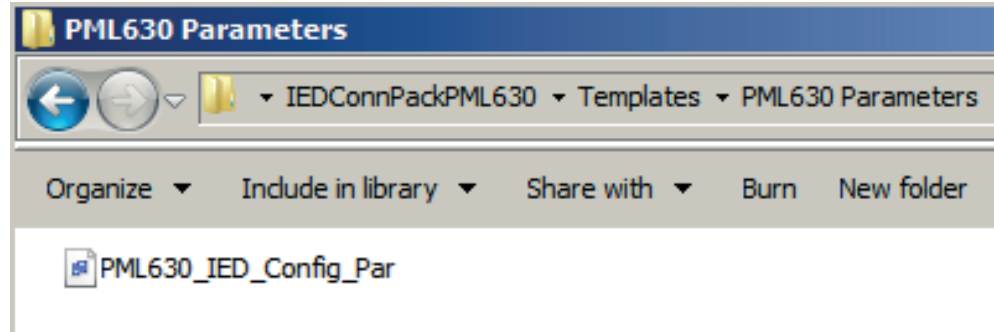 PML630 Parameters
IEDConnPackPML630 Templates PML630 Parameters
Organize Include in library Share with Burn New folder
PML630_IED_Config_Par